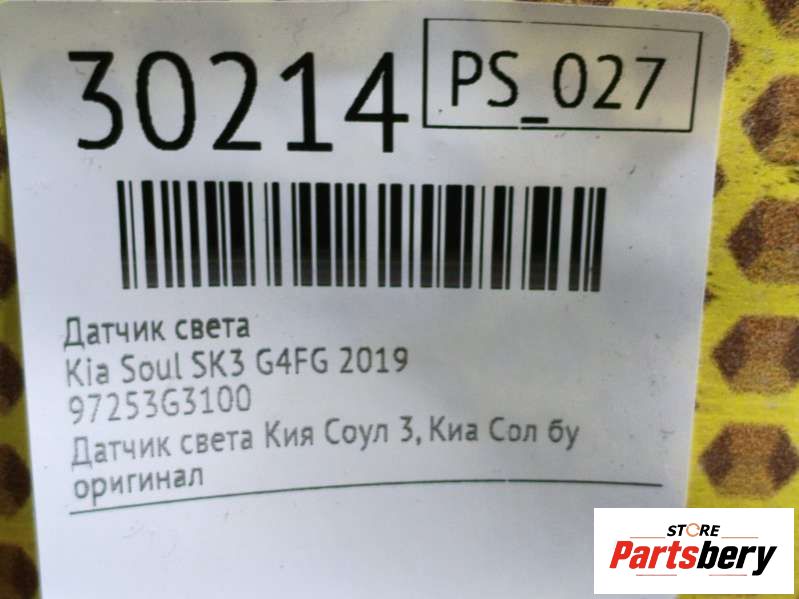 30214
PS_027
Датчик света
Kia Soul SK3 G4FG 2019
97253G3100
Датчик света Кия Соул 3, Киа Сол бу
оригинал
STORE
Partsbery